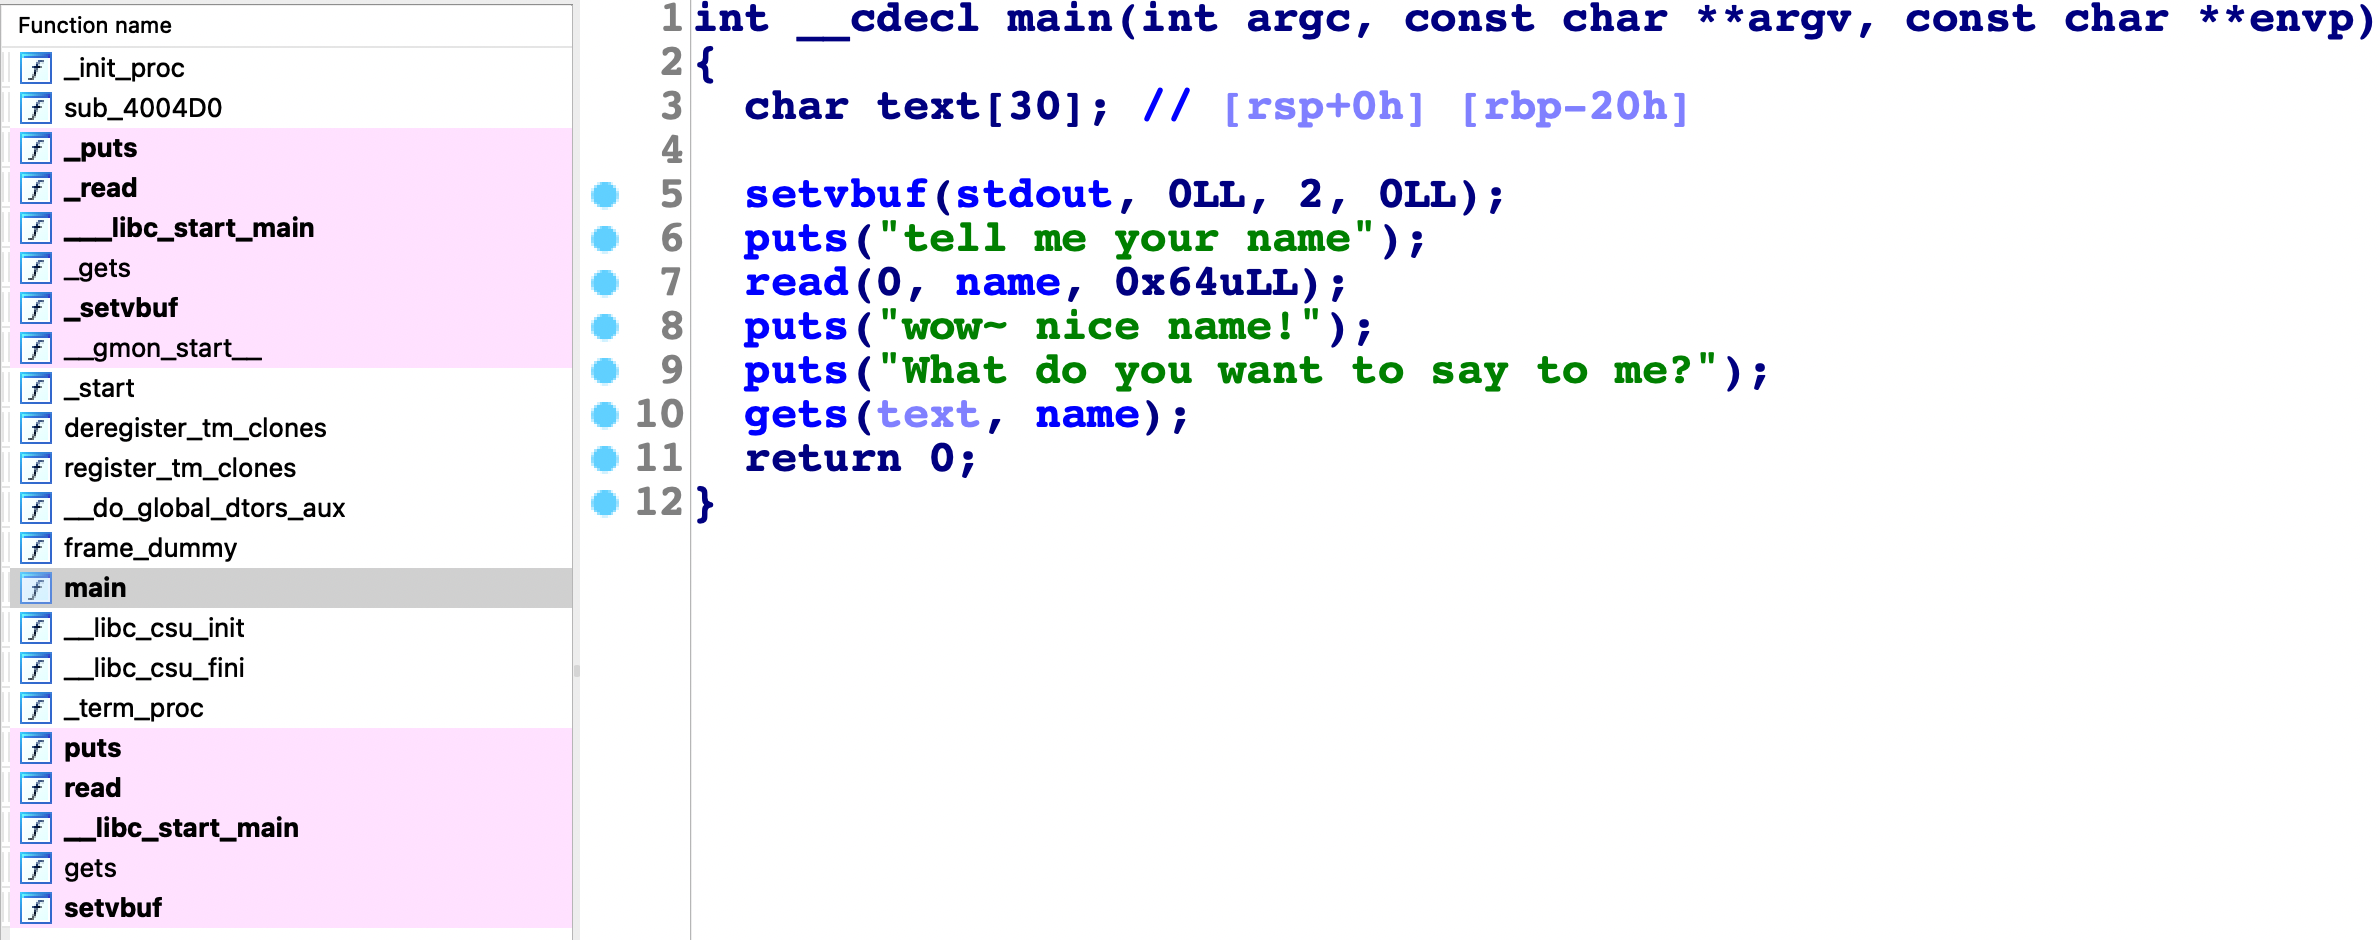 Function name
_init_proc
sub_4004D0
_puts
_read
___libc_start_main
_gets
_setvbuf
__gmon_start__
_start
deregister_tm_clones
register_tm_clones
__do_global_dtors_aux
frame_dummy
main
__libc_csu_init
__libc_csu_fini
_term_proc
puts
read
__libc_start_main
gets
setvbuf
1 int __cdecl main(int argc, const char **argv, const char **envp)
2 {
3   char text[30]; // [rsp+0h] [rbp-20h]
4
5   setvbuf(stdout, 0LL, 2, 0LL);
6   puts("tell me your name");
7   read(0, name, 0x64uLL);
8   puts("wow~ nice name!");
9   puts("What do you want to say to me?");
10   gets(text, name);
11   return 0;
12 }